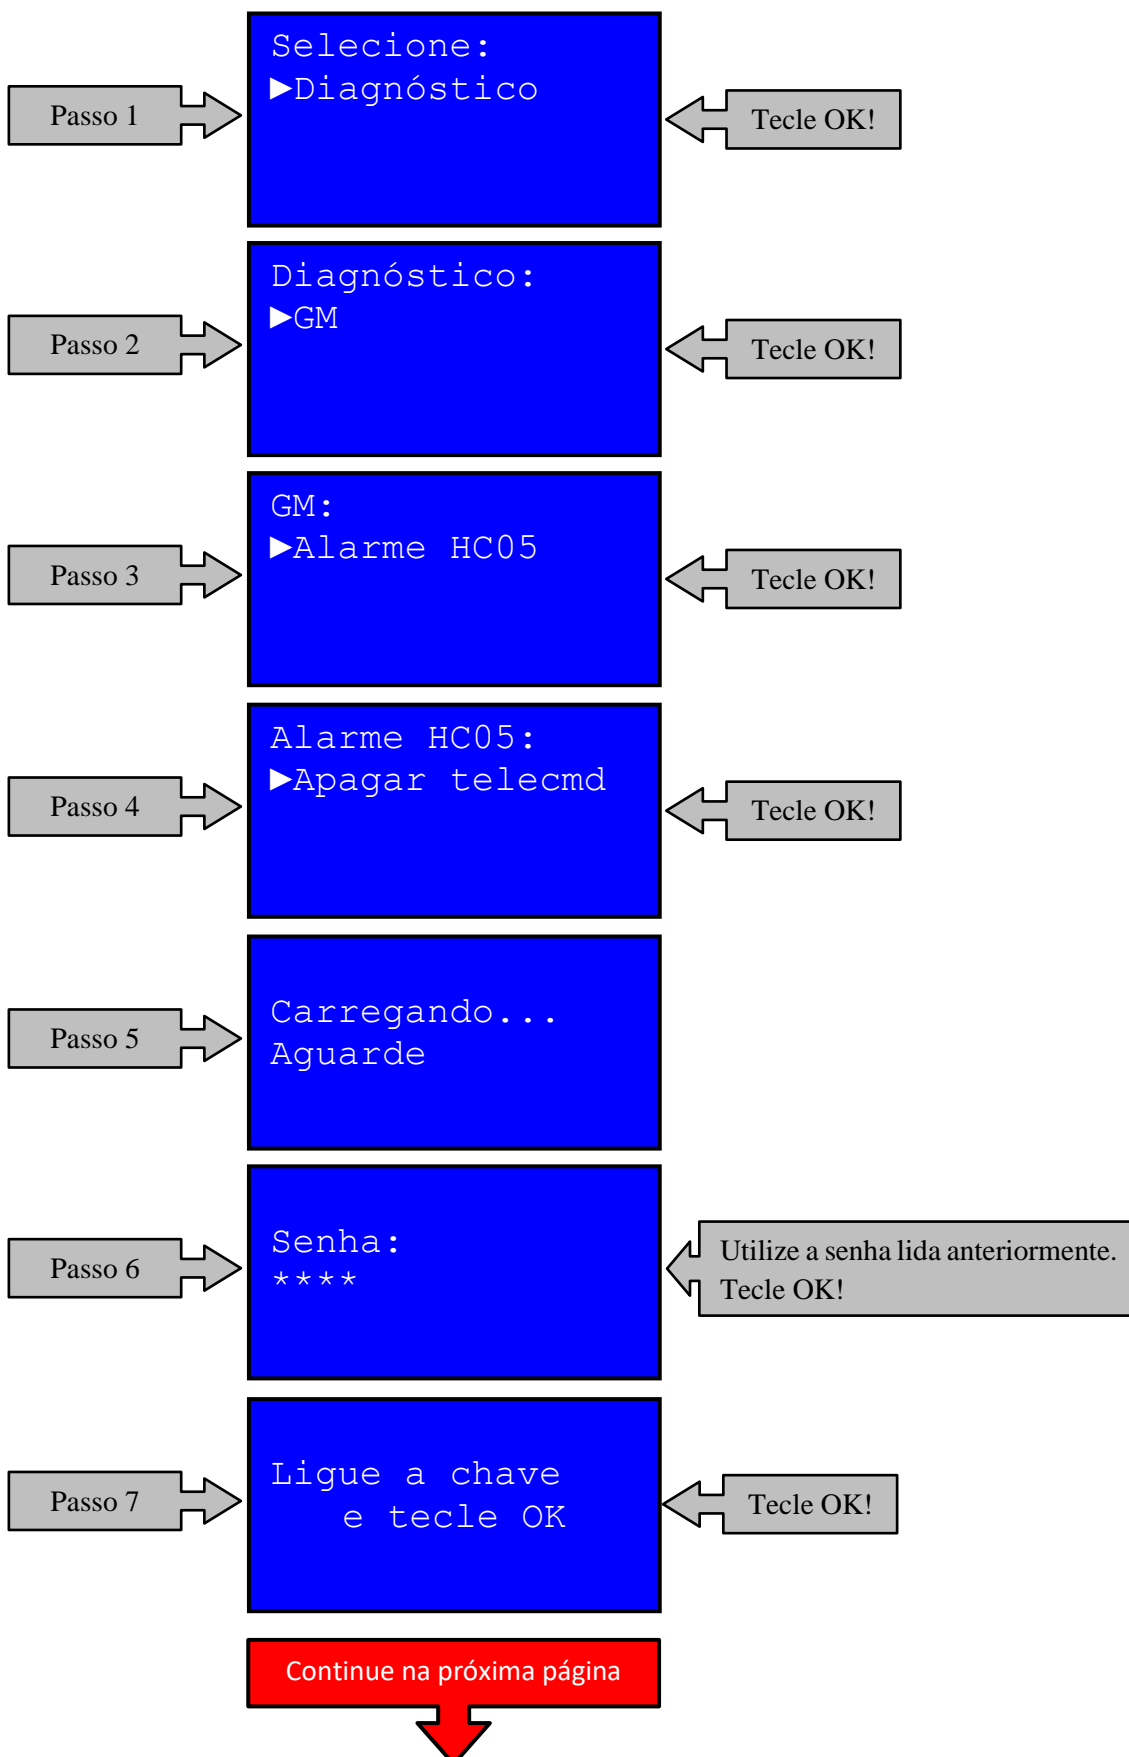 Selecione:
►Diagnóstico
Passo 1
Tecle OK!
Diagnóstico:
►GM
Passo 2
Tecle OK!
GM:
►Alarme HC05
Passo 3
Tecle OK!
Alarme HC05:
►Apagar telecmd
Passo 4
Tecle OK!
Carregando...
Aguarde
Passo 5
Senha:
****
Passo 6
Utilize a senha lida anteriormente.
Tecle OK!
Ligue a chave
e tecle OK
Passo 7
Tecle OK!
Continue na próxima página